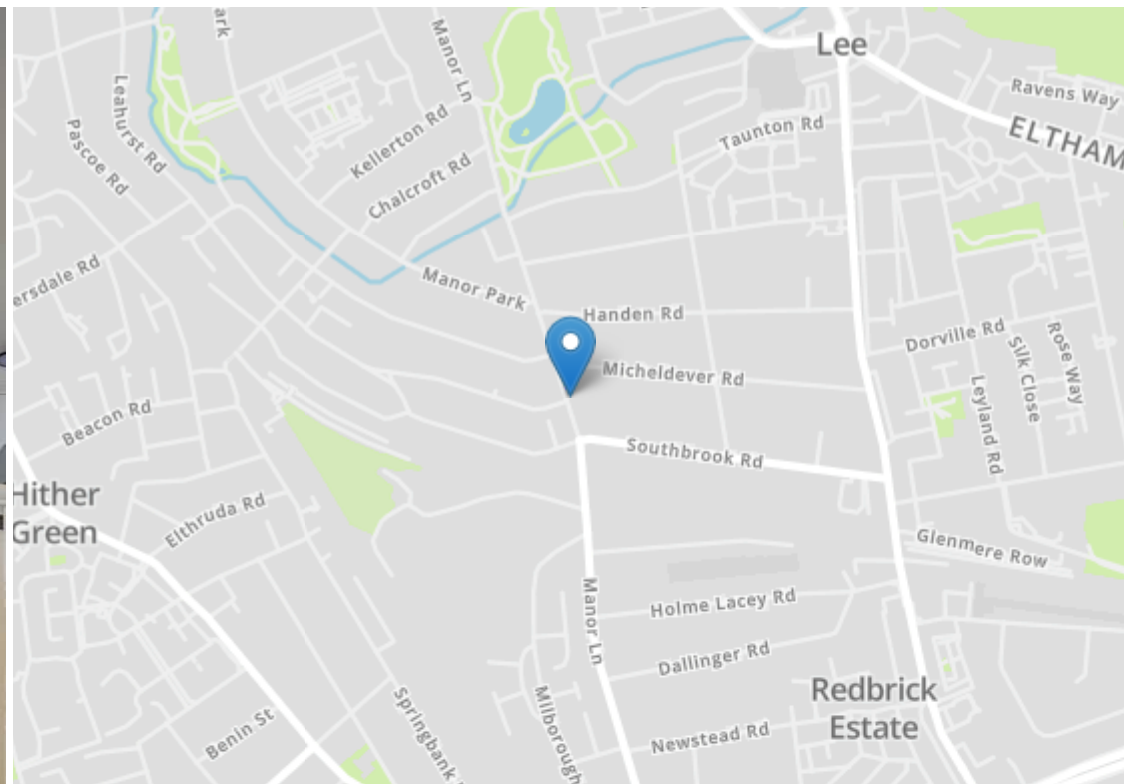 ark
Manor Ln
Lee
Leahurst Rd
Ravens Way
Pascoe Rd
Kellerton Rd
Taunton Rd
ELTHAM
Chalcroft Rd
ersdale Rd
Manor Park
Handen Rd
Dorville Rd
Silk Close
Rose Way
Micheldever Rd
Leyland Rd
Beacon Rd
Southbrook Rd
Hither
Green
Elthruda Rd
Glenmere Row
Manor Ln
Holme Lacey Rd
Dallinger Rd
Redbrick
Estate
Springbank
Milborough
Benin St
Newstead Rd